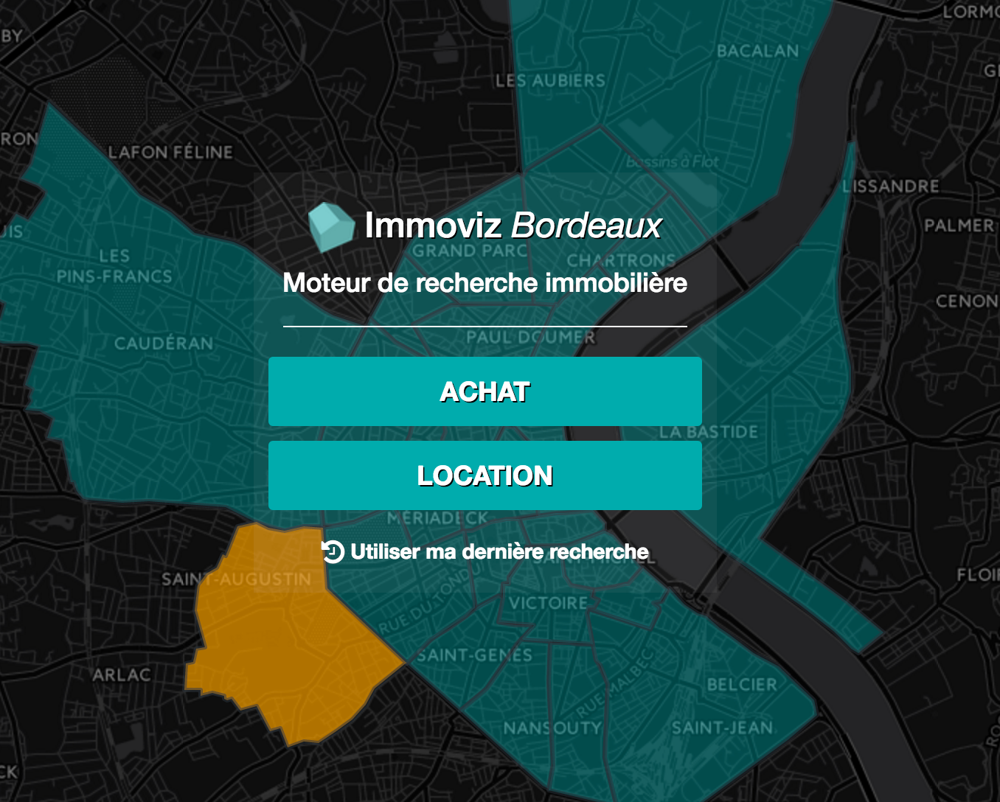 LORMO
BY
BACALAN
LES AUBIERS
RON
LAFON FÉLINE
Bassins à Flot
LISSANDRE
PALMER
UIS
Immoviz Bordeaux
GRAND PARC
CHARTRONS
LES
PINS-FRANCS
Moteur de recherche immobilière
CENON
CAUDÉRAN
PAUL DOUMER
ACHAT
LA BASTIDE
LOCATION
MÉRIADECK
Utiliser ma dernière recherche
SAINT-AUGUSTIN
FLOI
VICTOIRE
RUE DU TONDU
SAINT-GENÈS
ARLAC
RUE MALBEC
BELCIER
NANSOUTY
SAINT-JEAN
CK